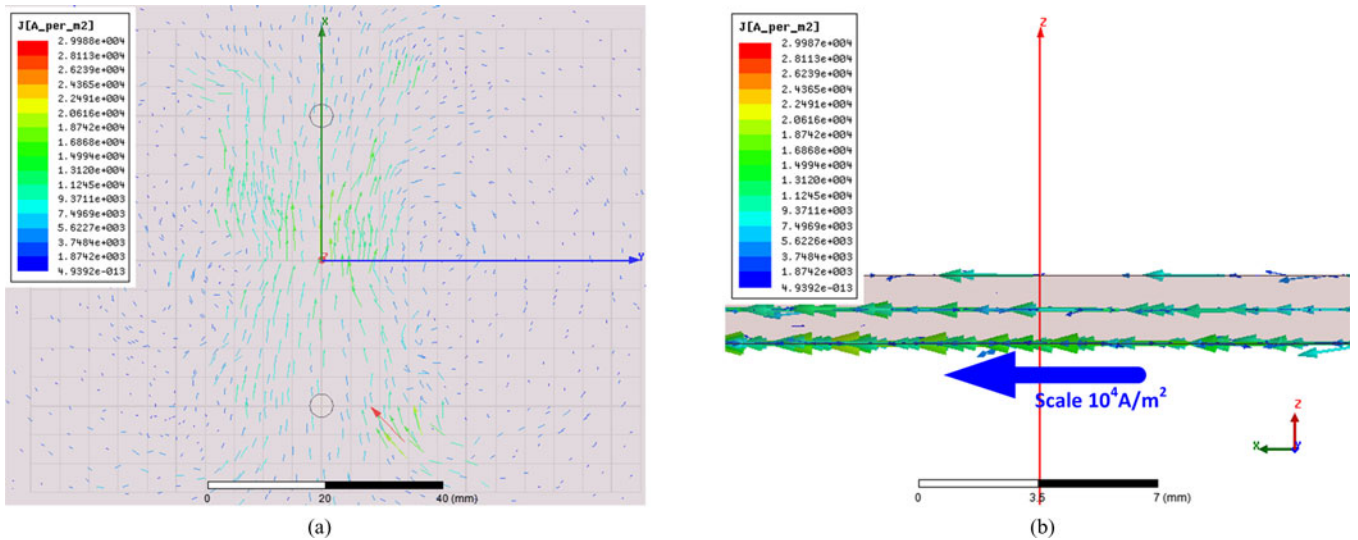 J[A_per_m2]
2.9988e+004
2.8113e+004
2.6239e+004
2.4365e+004
2.2491e+004
2.0616e+004
1.8742e+004
1.6868e+004
1.4994e+004
1.3120e+004
1.1245e+004
9.3711e+003
7.4969e+003
5.6227e+003
3.7484e+003
1.8742e+003
4.9392e-013
X
Y
Z
0
20
40 (mm)
(a)
J[A_per_m2]
2.9987e+004
2.8113e+004
2.6239e+004
2.4365e+004
2.2491e+004
2.0616e+004
1.8742e+004
1.6868e+004
1.4994e+004
1.3120e+004
1.1245e+004
9.3711e+003
7.4969e+003
5.6226e+003
3.7484e+003
1.8742e+003
4.9392e-013
Z
Scale 10⁴A/m²
Z
X
Y
0
3.5
7 (mm)
(b)